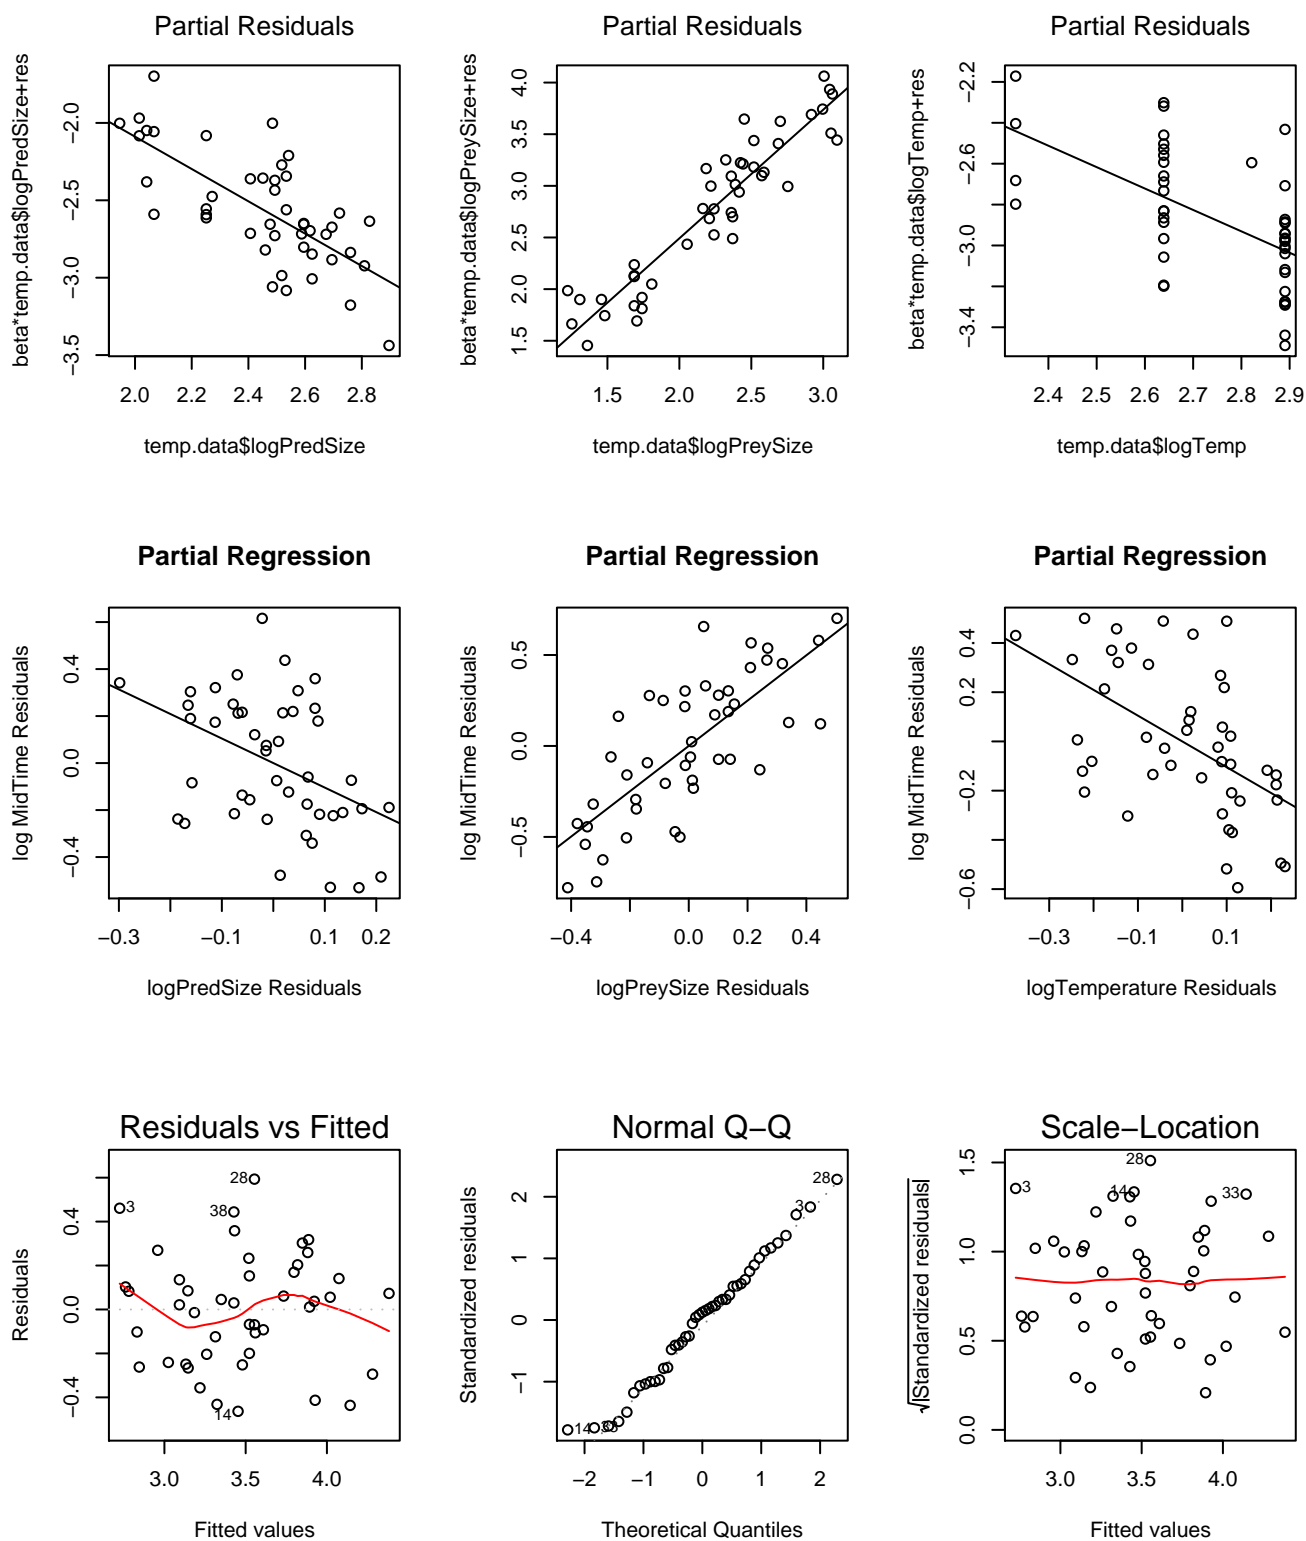 Partial Residuals
beta*temp.data$logPredSize+res
−2.0
−2.5
−3.0
−3.5
2.0 2.2 2.4 2.6 2.8
temp.data$logPredSize
Partial Residuals
beta*temp.data$logPreySize+res
4.0
3.5
3.0
2.5
2.0
1.5
1.5 2.0 2.5 3.0
temp.data$logPreySize
Partial Residuals
beta*temp.data$logTemp+res
−2.2
−2.6
−3.0
−3.4
2.4 2.5 2.6 2.7 2.8 2.9
temp.data$logTemp
Partial Regression
log MidTime Residuals
0.4
0.0
−0.4
−0.3 −0.1 0.1 0.2
logPredSize Residuals
Partial Regression
log MidTime Residuals
0.5
0.0
−0.5
−0.4 0.0 0.2 0.4
logPreySize Residuals
Partial Regression
log MidTime Residuals
0.4
0.2
−0.2
−0.6
−0.3 −0.1 0.1
logTemperature Residuals
Residuals vs Fitted
Residuals
0.4
0.0
−0.4
28
3
38
14
3.0 3.5 4.0
Fitted values
Normal Q−Q
Standardized residuals
2
1
0
−1
28
3
14
−2 −1 0 1 2
Theoretical Quantiles
Scale−Location
√|Standardized residuals|
1.5
1.0
0.5
0.0
28
3
14
33
3.0 3.5 4.0
Fitted values